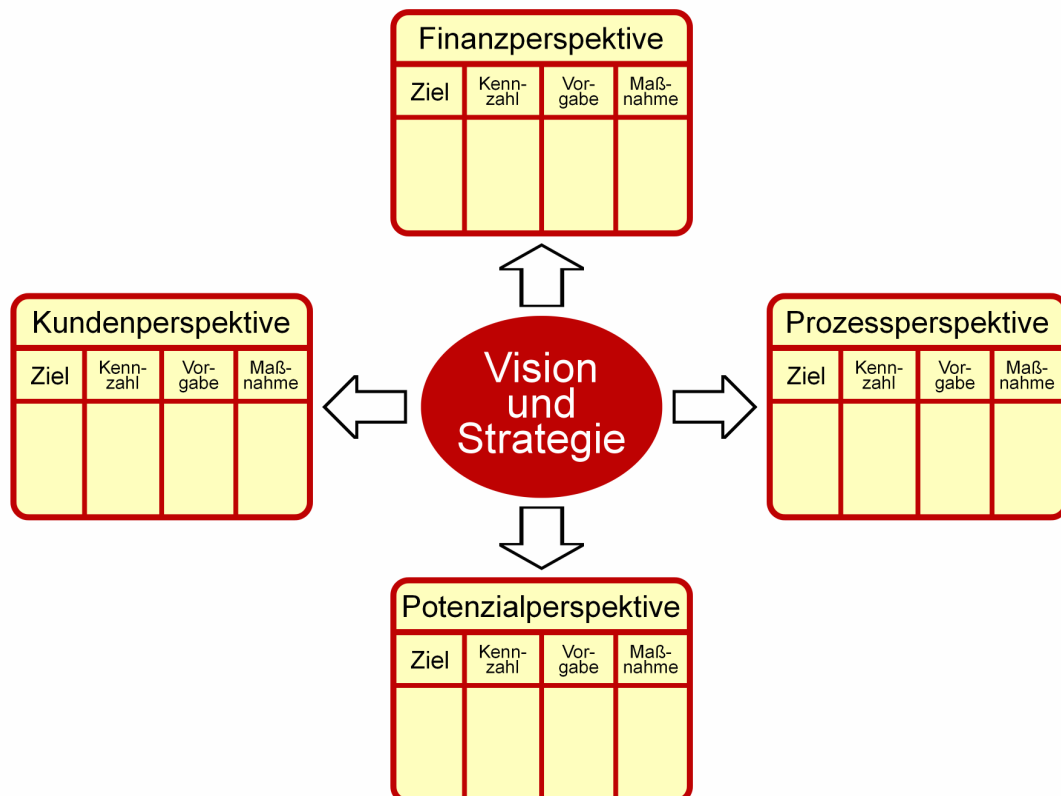 Finanzperspektive
Ziel
Kenn-
zahl
Vor-
gabe
Maß-
nahme
Kundenperspektive
Ziel
Kenn-
zahl
Vor-
gabe
Maß-
nahme
Vision
und
Strategie
Prozessperspektive
Ziel
Kenn-
zahl
Vor-
gabe
Maß-
nahme
Potenzialperspektive
Ziel
Kenn-
zahl
Vor-
gabe
Maß-
nahme